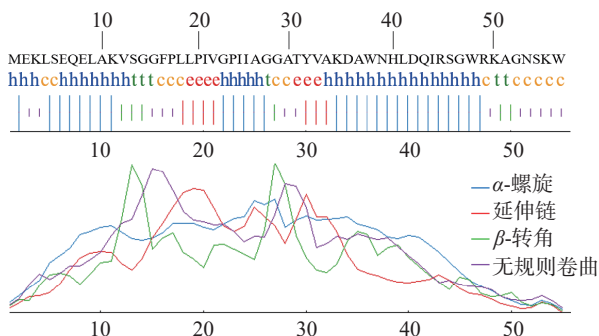 10 20 30 40 50
MEKLSEQELAKVSGGFPLLPIVGPIIAGGATYVAKDAWNHLDQIRSGWRKAGNSKW
hhhcchhhhhhhtttccceeeehhhhhtcceeehhhhhhhhhhhhhhhcttccccc
10 20 30 40 50
α-螺旋
延伸链
β-转角
无规则卷曲
10 20 30 40 50